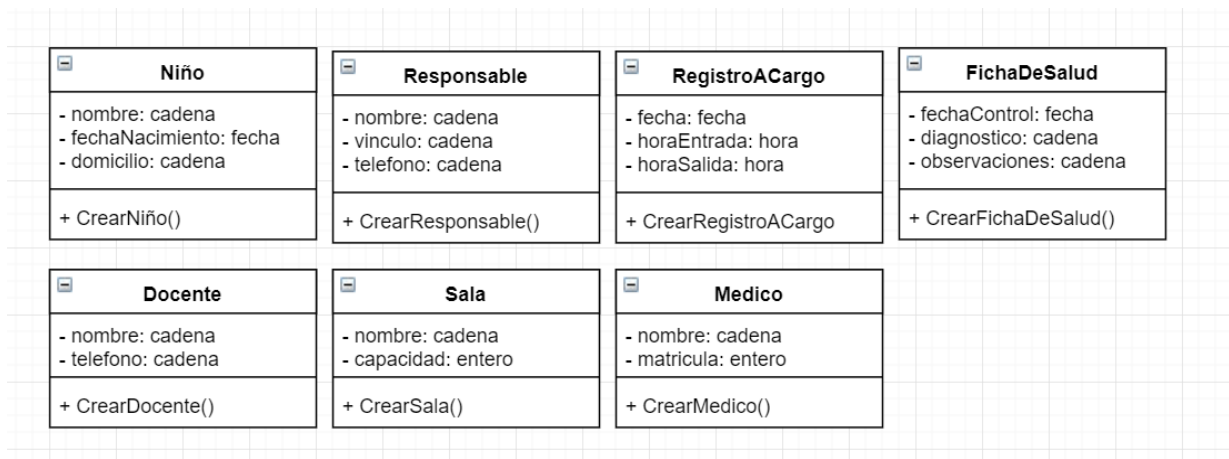 Niño
- nombre: cadena
- fechaNacimiento: fecha
- domicilio: cadena
+ CrearNiño()
Responsable
- nombre: cadena
- vinculo: cadena
- telefono: cadena
+ CrearResponsable()
RegistroACargo
- fecha: fecha
- horaEntrada: hora
- horaSalida: hora
+ CrearRegistroACargo
FichaDeSalud
- fechaControl: fecha
- diagnostico: cadena
- observaciones: cadena
+ CrearFichaDeSalud()
Docente
- nombre: cadena
- telefono: cadena
+ CrearDocente()
Sala
- nombre: cadena
- capacidad: entero
+ CrearSala()
Medico
- nombre: cadena
- matricula: entero
+ CrearMedico()